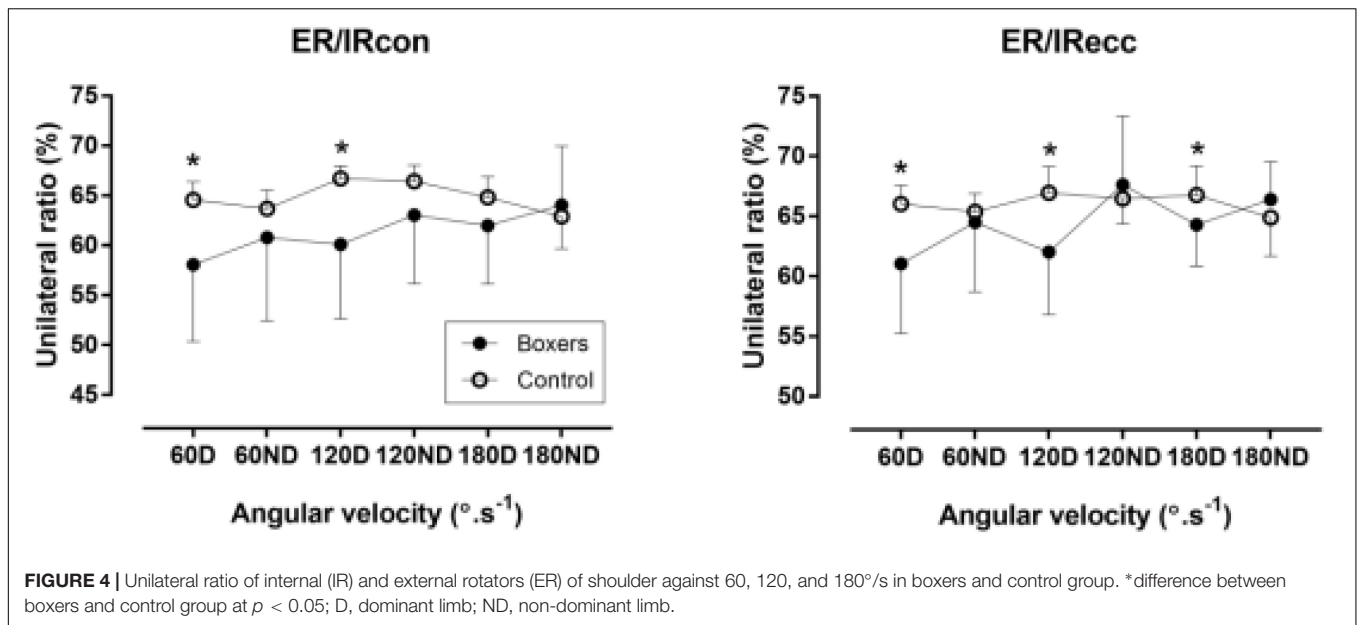 ER/IRcon
Unilateral ratio (%)
75
70
65
60
55
50
45
*
*
Boxers
Control
60D 60ND 120D 120ND 180D 180ND
Angular velocity (°.s⁻¹)
ER/IRecc
Unilateral ratio (%)
75
70
65
60
55
50
*
*
*
60D 60ND 120D 120ND 180D 180ND
Angular velocity (°.s⁻¹)
FIGURE 4 | Unilateral ratio of internal (IR) and external rotators (ER) of shoulder against 60, 120, and 180°/s in boxers and control group. *difference between
boxers and control group at p < 0.05; D, dominant limb; ND, non-dominant limb.